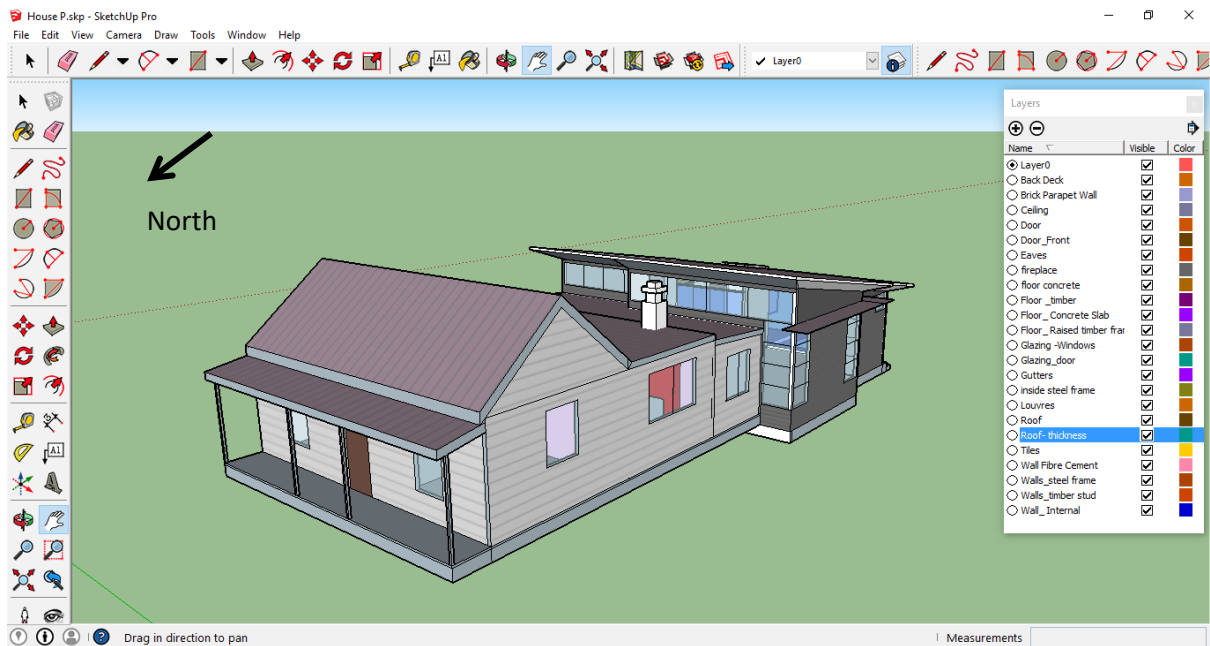 House P.skp - SketchUp Pro
File Edit View Camera Draw Tools Window Help
A1
Layer0
Layers
Name Visible Color
Layer0
Back Deck
Brick Parapet Wall
Ceiling
Door
Door_Front
Eaves
fireplace
floor concrete
Floor _timber
Floor_ Concrete Slab
Floor_ Raised timber frar
Glazing -Windows
Glazing_door
Gutters
inside steel frame
Louvres
Roof
Roof- thickness
Tiles
Wall Fibre Cement
Walls_steel frame
Walls_timber stud
Wall_ Internal
North
A1
Drag in direction to pan
Measurements